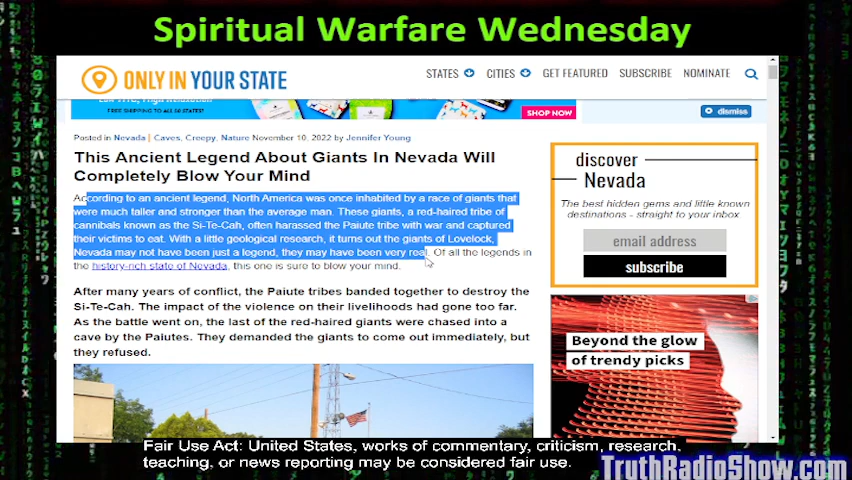 Spiritual Warfare Wednesday
ONLY IN YOUR STATE
STATES CITIES GET FEATURED SUBSCRIBE NOMINATE
FREE SHIPPING TO ALL 50 STATES!
SHOP NOW
dismiss
Posted in Nevada | Caves, Creepy, Nature November 10, 2022 by Jennifer Young
This Ancient Legend About Giants In Nevada Will
Completely Blow Your Mind
According to an ancient legend, North America was once inhabited by a race of giants that
were much taller and stronger than the average man. These giants, a red-haired tribe of
cannibals known as the Si-Te-Cah, often harassed the Paiute tribe with war and captured
their victims to eat. With a little geological research, it turns out the giants of Lovelock,
Nevada may not have been just a legend, they may have been very real. Of all the legends in
the history-rich state of Nevada, this one is sure to blow your mind.
After many years of conflict, the Paiute tribes banded together to destroy the
Si-Te-Cah. The impact of the violence on their livelihoods had gone too far.
As the battle went on, the last of the red-haired giants were chased into a
cave by the Paiutes. They demanded the giants to come out immediately, but
they refused.
discover
Nevada
The best hidden gems and little known
destinations - straight to your inbox
email address
subscribe
Beyond the glow
of trendy picks
Fair Use Act: United States, works of commentary, criticism, research,
teaching, or news reporting may be considered fair use.
TruthRadioShow.com